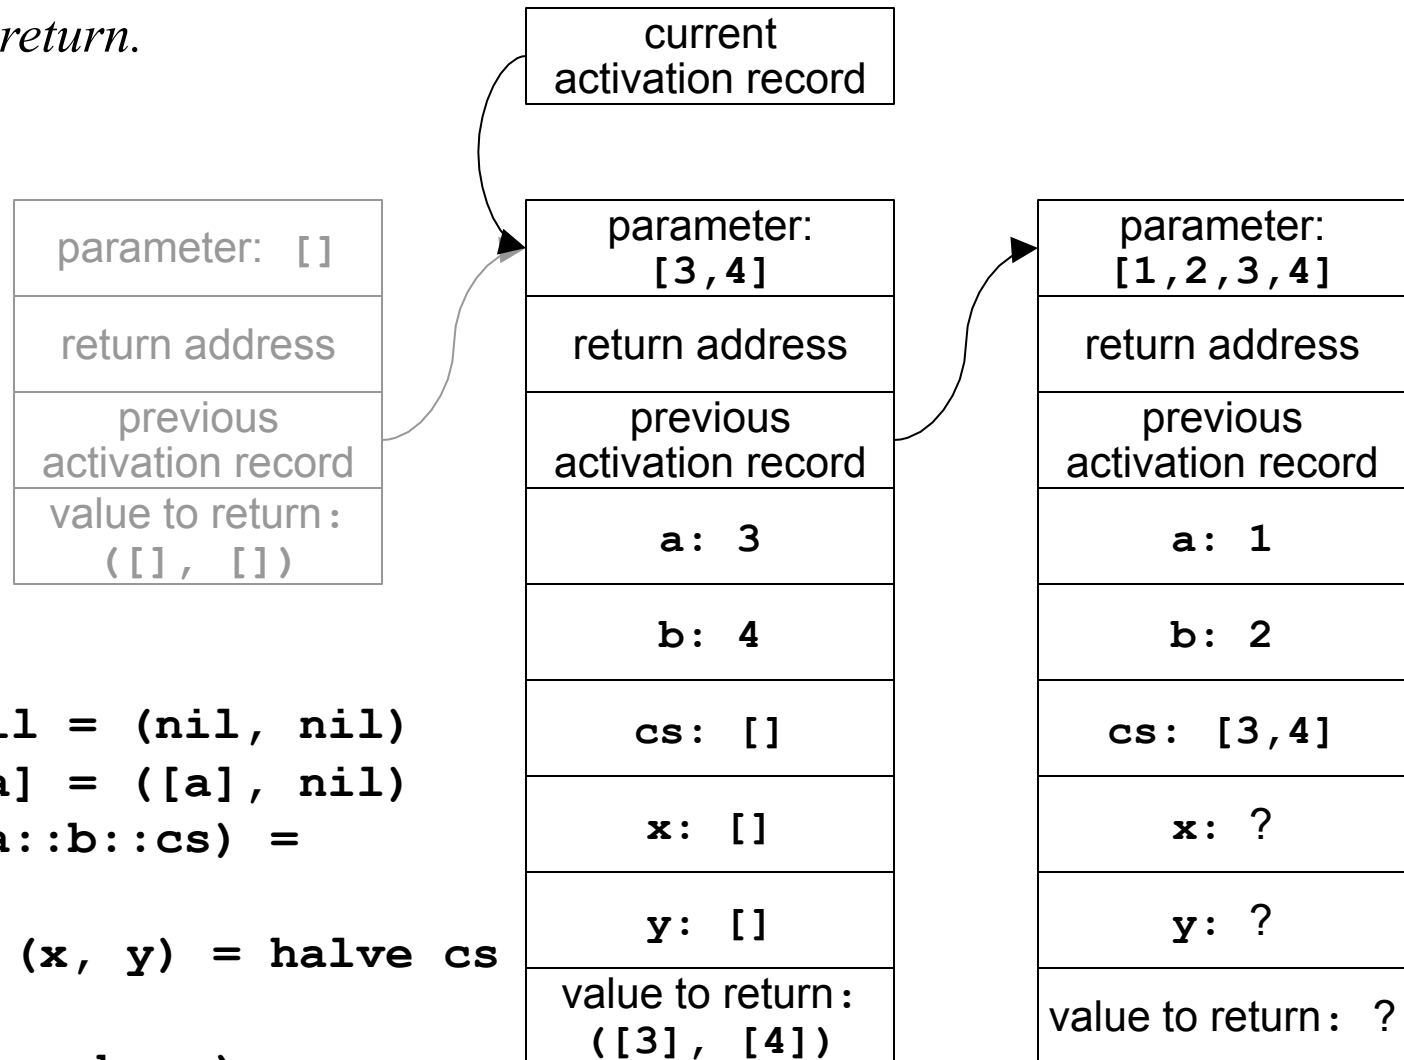 return.
current
activation record
parameter: []
return address
previous
activation record
value to return:
([], [])
parameter:
[3,4]
return address
previous
activation record
a: 3
b: 4
cs: []
x: []
y: []
value to return:
([3], [4])
parameter:
[1,2,3,4]
return address
previous
activation record
a: 1
b: 2
cs: [3,4]
x: ?
y: ?
value to return: ?
il = (nil, nil)
a] = ([a], nil)
a::b::cs) =
(x, y) = halve cs